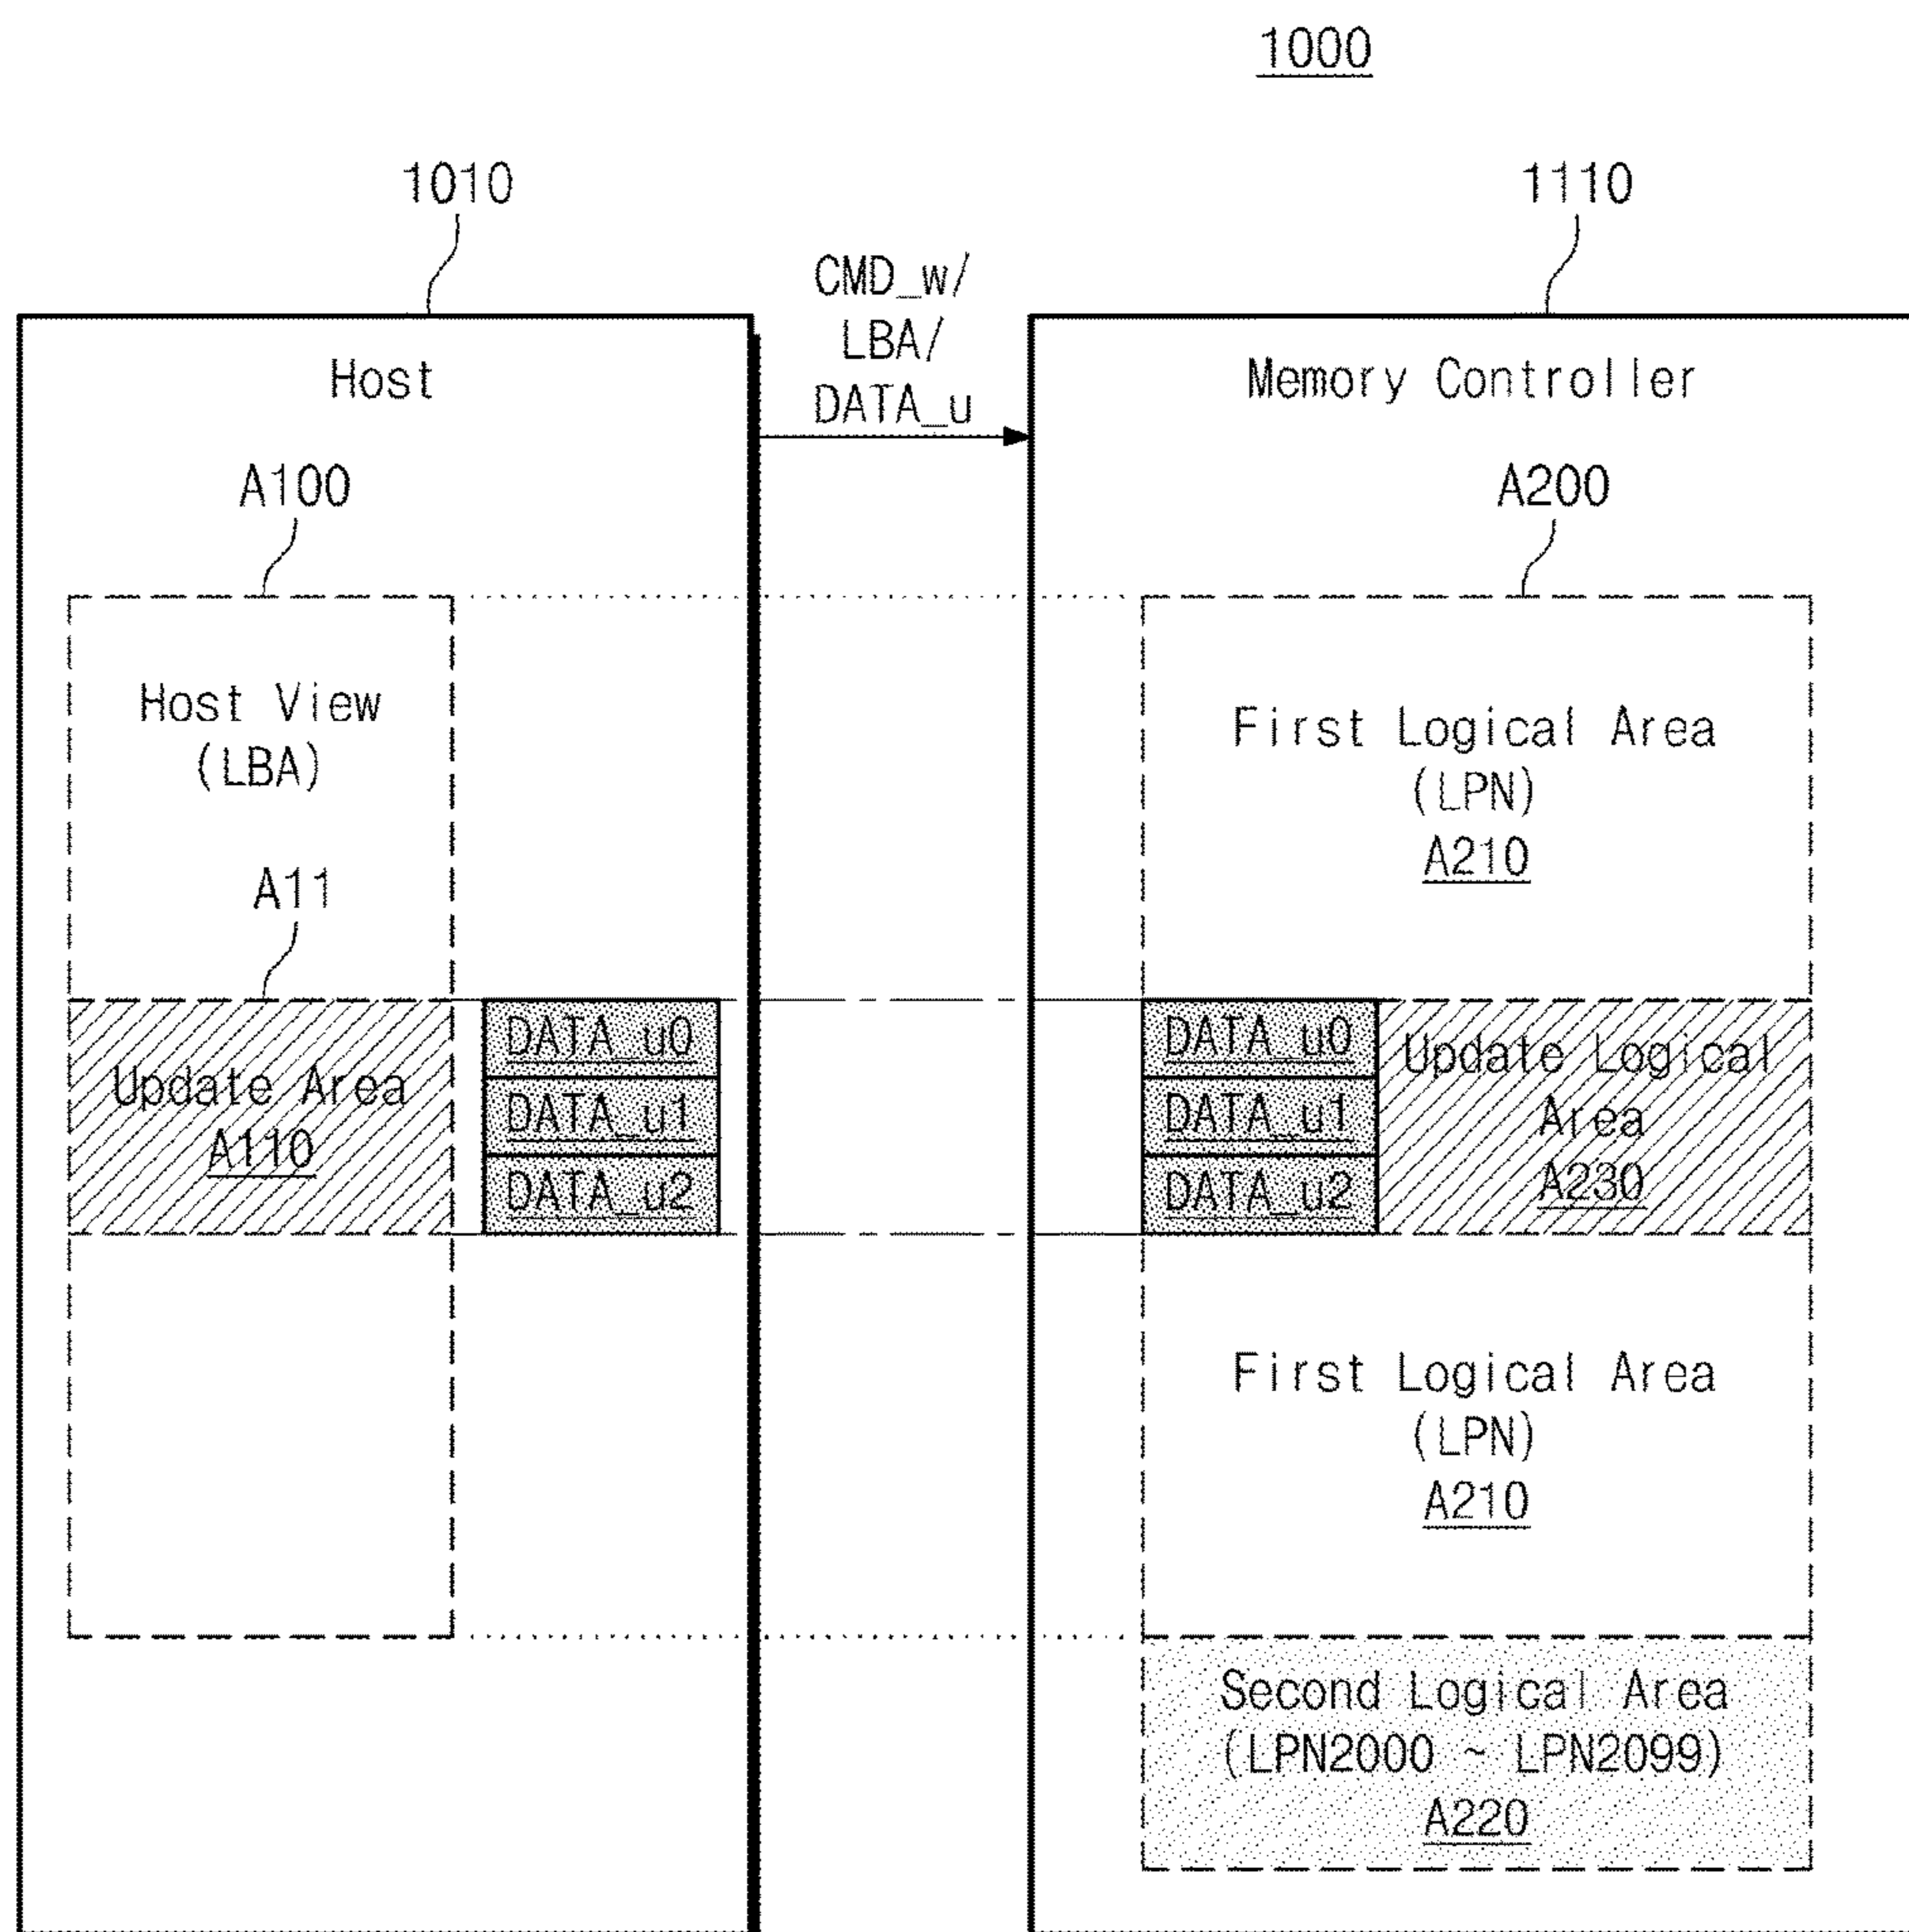 1000
1010
1110
CMD_w/
LBA/
DATA_u
Host
Memory Controller
A100
A200
Host View
(LBA)
First Logical Area
(LPN)
A210
A11
DATA_u0
DATA_u1
DATA_u2
Update Area
A110
DATA_u0
DATA_u1
DATA_u2
Update Logical
Area
A230
First Logical Area
(LPN)
A210
Second Logical Area
(LPN2000 ~ LPN2099)
A220